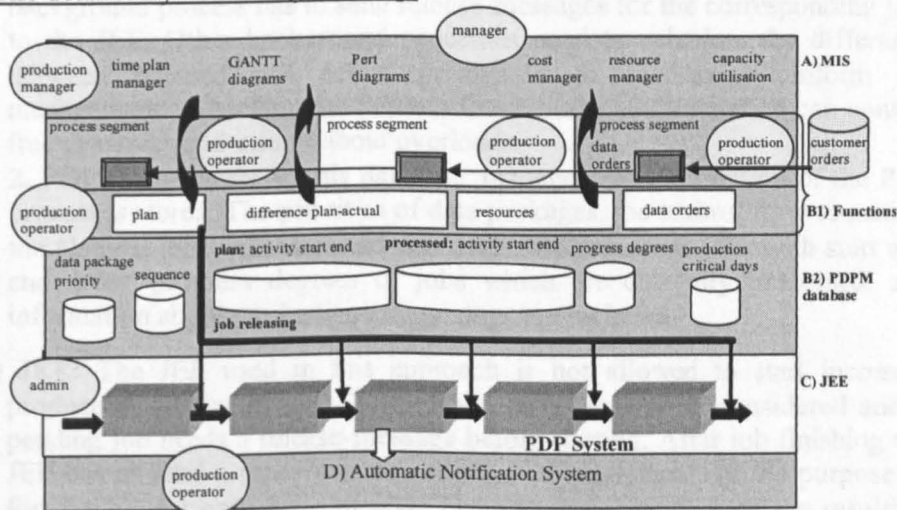 manager
production manager
time plan manager
GANTT diagrams
Pert diagrams
cost manager
resource manager
capacity utilisation
A) MIS
process segment
production operator
process segment
production operator
process segment
data orders
production operator
customer orders
production operator
plan
difference plan-actual
resources
B1) Functions
plan: activity start end
processed: activity start end
progress degrees
production critical days
data package priority
sequence
B2) PDPM database
job releasing
admin
C) JEE
PDP System
D) Automatic Notification System
production operator